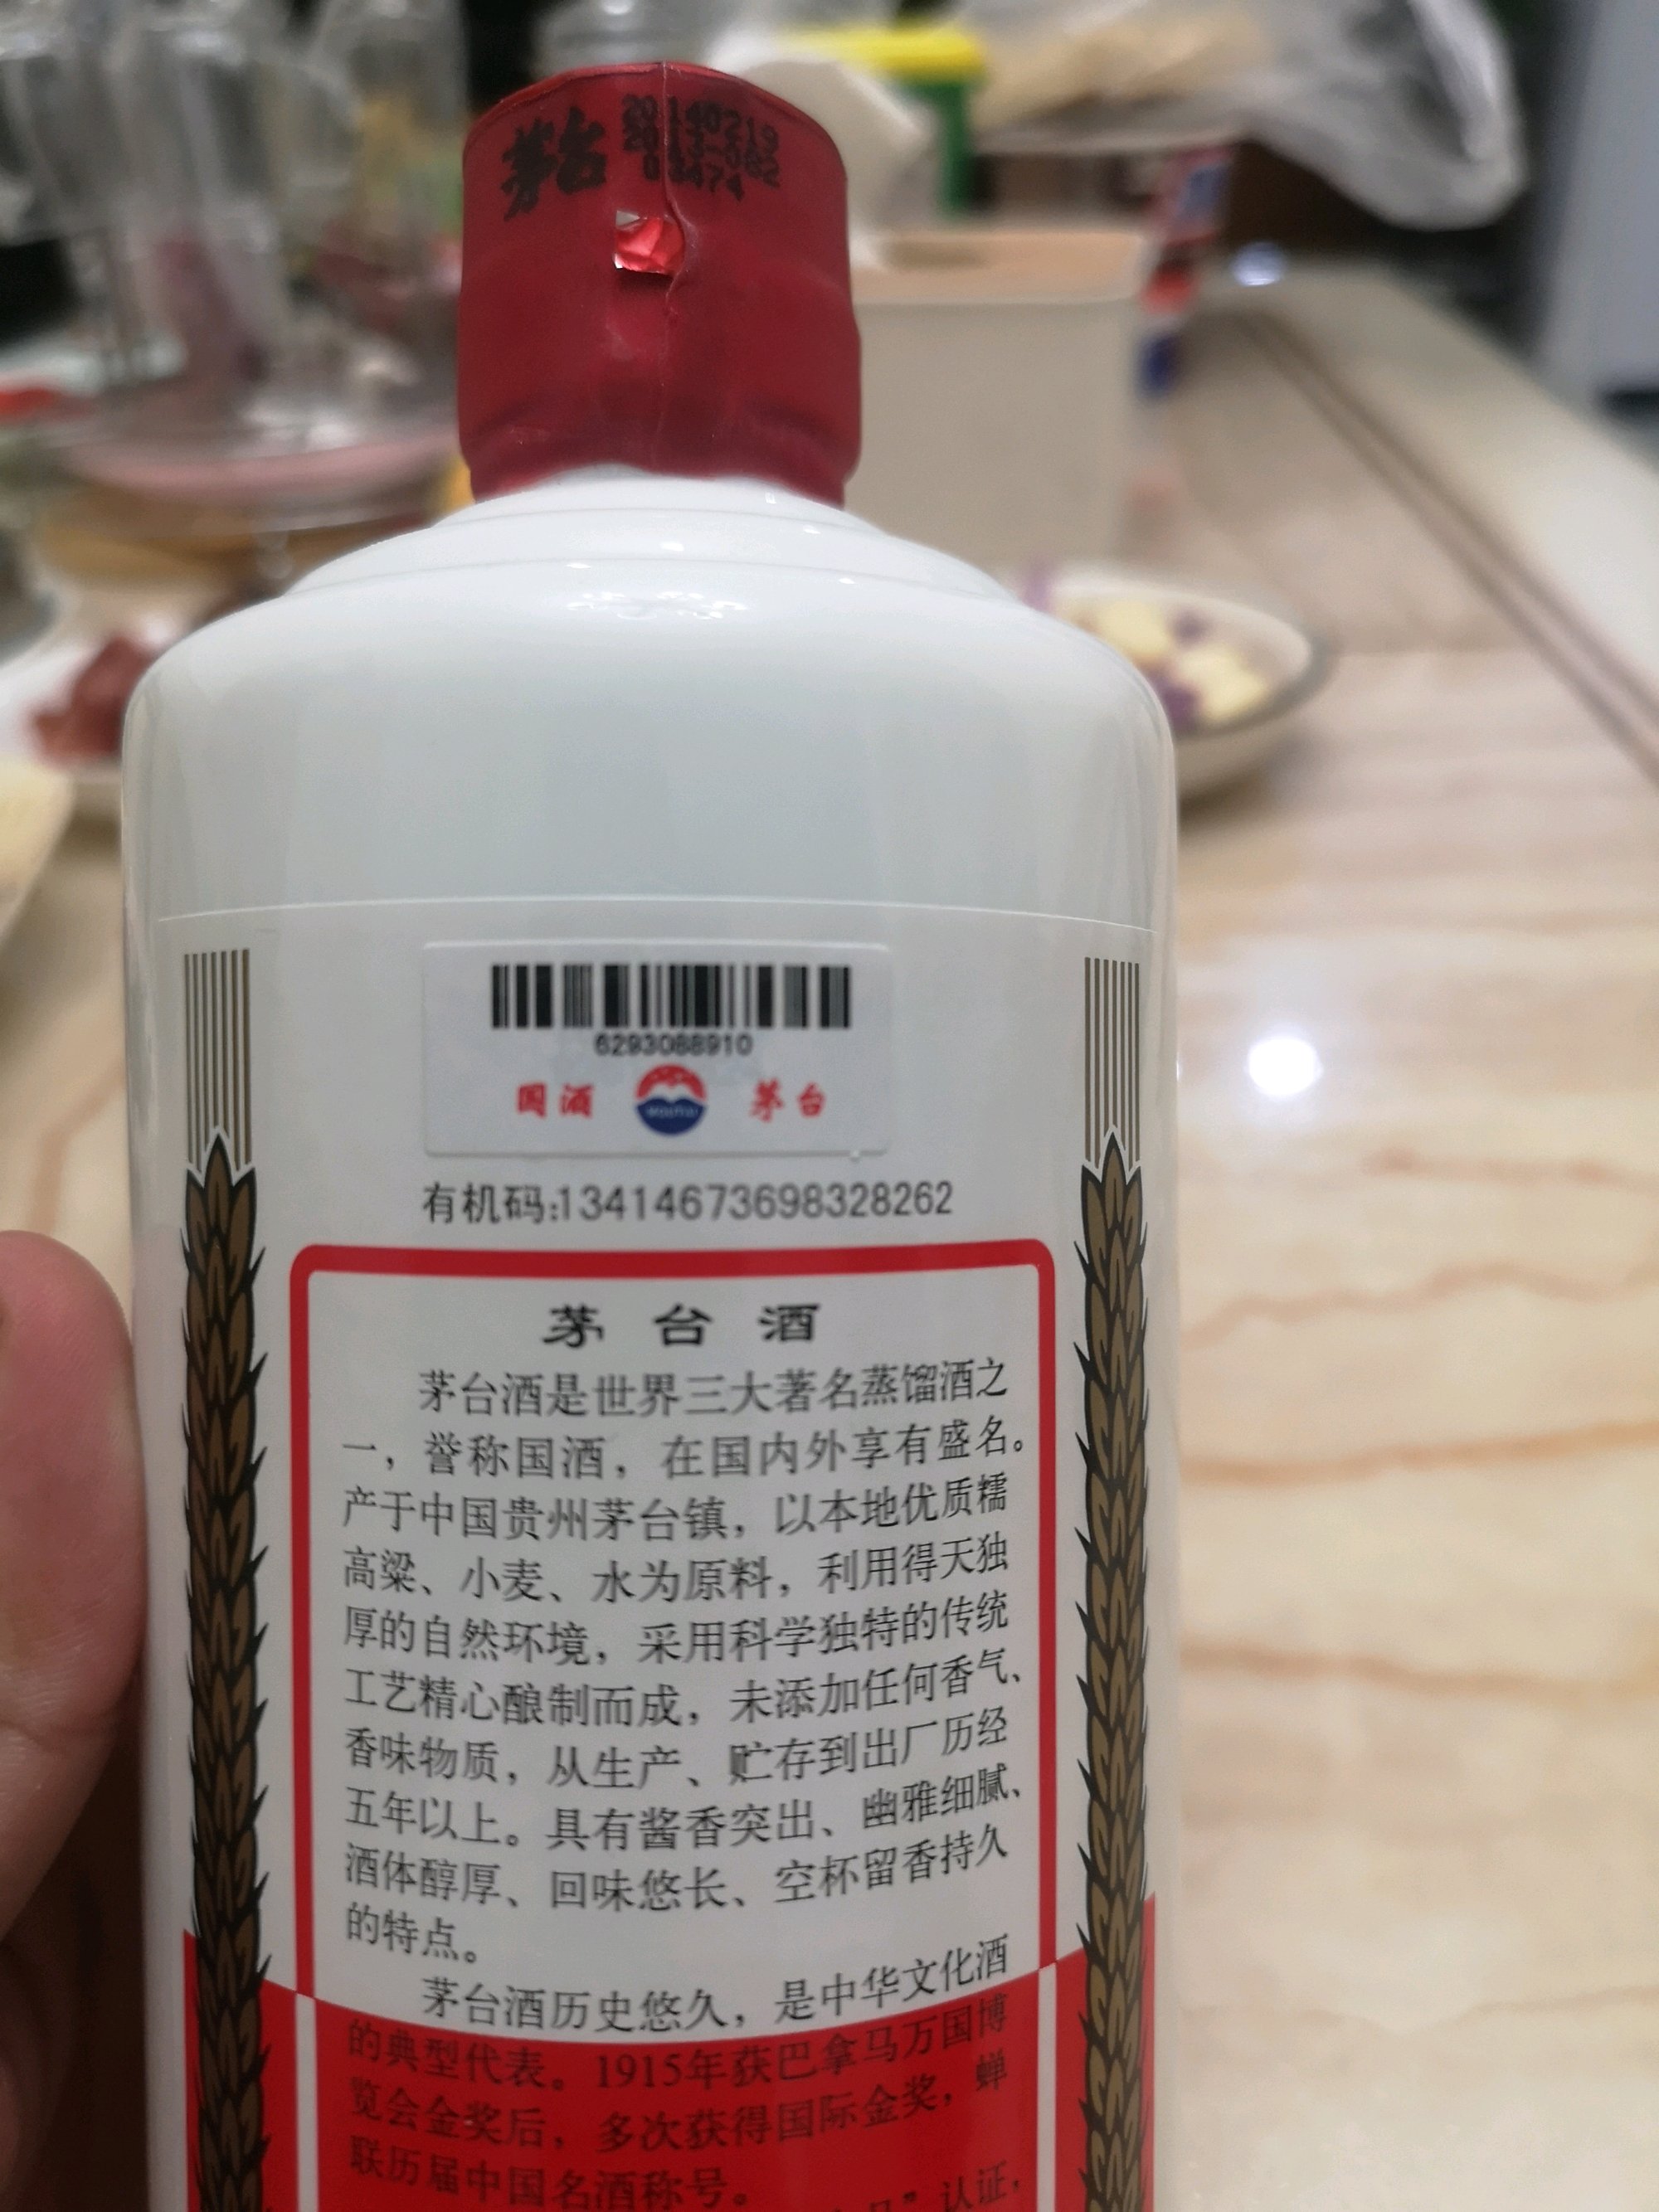 茅台
20140219
2013-062
03474
6293088910
国酒 MOUTAI 茅台
有机码:13414673698328262
茅台酒
茅台酒是世界三大著名蒸馏酒之
一，誉称国酒，在国内外享有盛名。
产于中国贵州茅台镇，以本地优质糯
高粱、小麦、水为原料，利用得天独
厚的自然环境，采用科学独特的传统
工艺精心酿制而成，未添加任何香气、
香味物质，从生产、贮存到出厂历经
五年以上。具有酱香突出、幽雅细腻、
酒体醇厚、回味悠长、空杯留香持久
的特点。
茅台酒历史悠久，是中华文化酒
的典型代表。1915年获巴拿马万国博
览会金奖后，多次获得国际金奖，蝉
联历届中国名酒称号。
”认证，